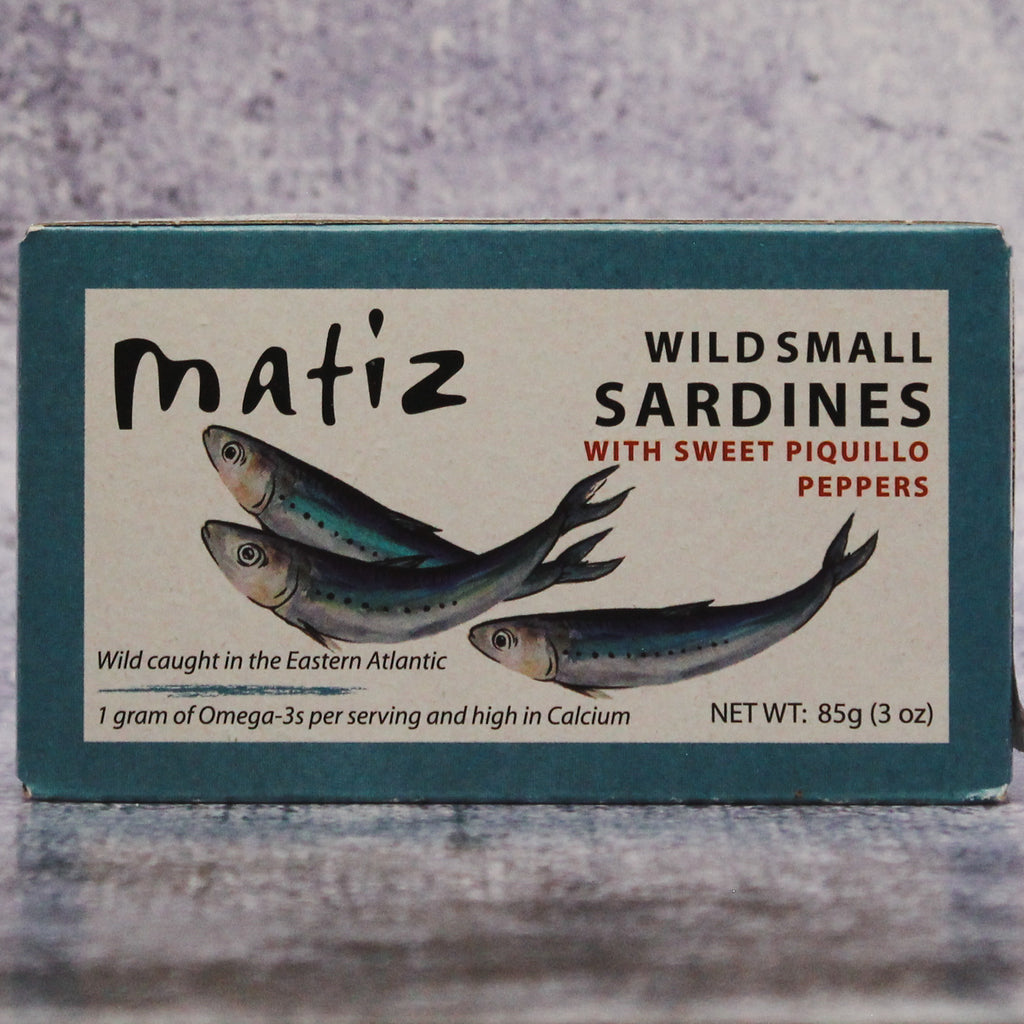 matiz
WILD SMALL
SARDINES
WITH SWEET PIQUILLO
PEPPERS
Wild caught in the Eastern Atlantic
1 gram of Omega-3s per serving and high in Calcium
NET WT: 85g (3 oz)